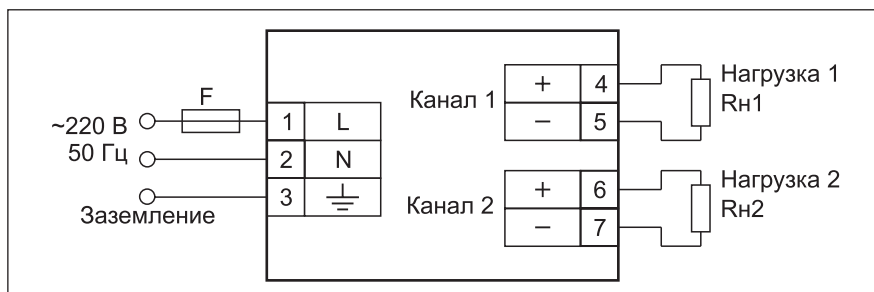 ~220 В
50 Гц
Заземление
F
1 L
2 N
3
Канал 1
+ 4
− 5
Нагрузка 1
Rн1
Канал 2
+ 6
− 7
Нагрузка 2
Rн2